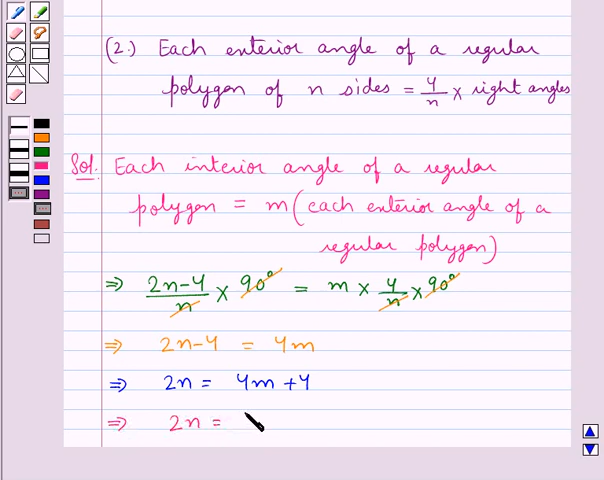 (2.) Each exterior angle of a regular
polygon of n sides = 4/n × right angles
Sol. Each interior angle of a regular
polygon = m(each exterior angle of a
regular polygon)
⇒ 2n-4/n × 90° = m × 4/n × 90°
⇒ 2n-4 = 4m
⇒ 2n = 4m+4
⇒ 2n =